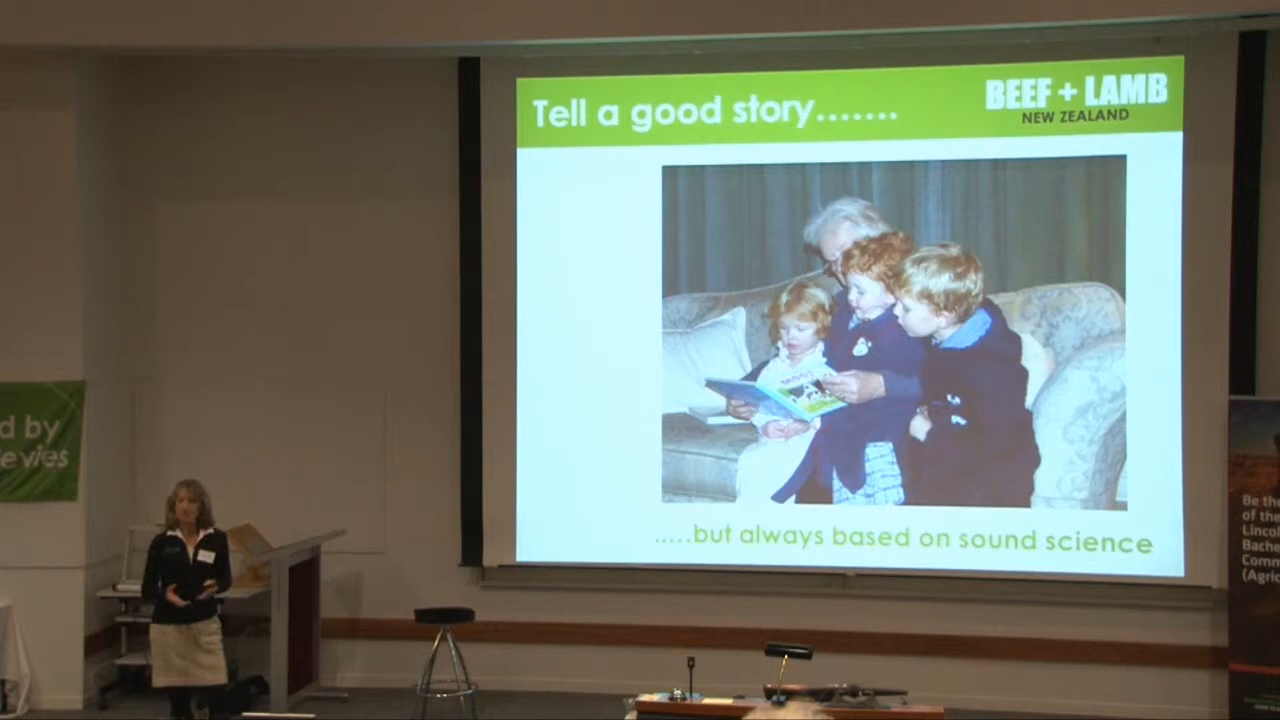 Tell a good story.......
BEEF + LAMB
NEW ZEALAND
.....but always based on sound science
d by
evies
Be the
of the
Lincol
Bache
Comm
(Agric